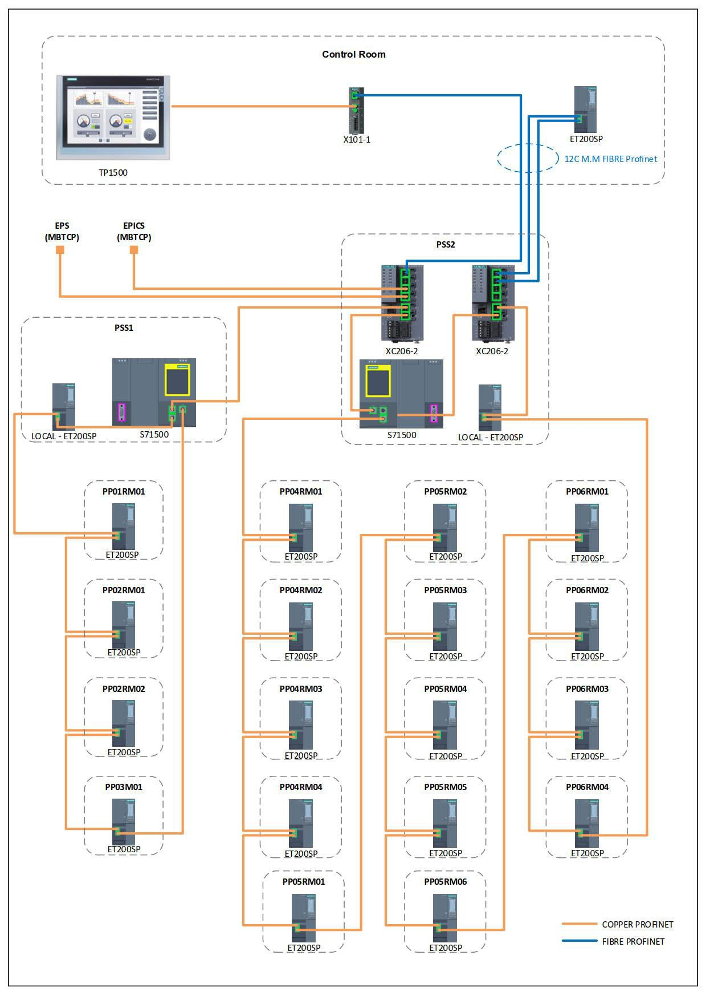 Control Room
TOUCH
TP1500
X101-1
ET200SP
12C M.M FIBRE Profinet
EPS
(MBTCP)
EPICS
(MBTCP)
PSS2
XC206-2
XC206-2
PSS1
LOCAL - ET200SP
S71500
S71500
LOCAL - ET200SP
PP01RM01
ET200SP
PP04RM01
ET200SP
PP05RM02
ET200SP
PP06RM01
ET200SP
PP02RM01
ET200SP
PP04RM02
ET200SP
PP05RM03
ET200SP
PP06RM02
ET200SP
PP02RM02
ET200SP
PP04RM03
ET200SP
PP05RM04
ET200SP
PP06RM03
ET200SP
PP03M01
ET200SP
PP04RM04
ET200SP
PP05RM05
ET200SP
PP06RM04
ET200SP
PP05RM01
ET200SP
PP05RM06
ET200SP
COPPER PROFINET
FIBRE PROFINET